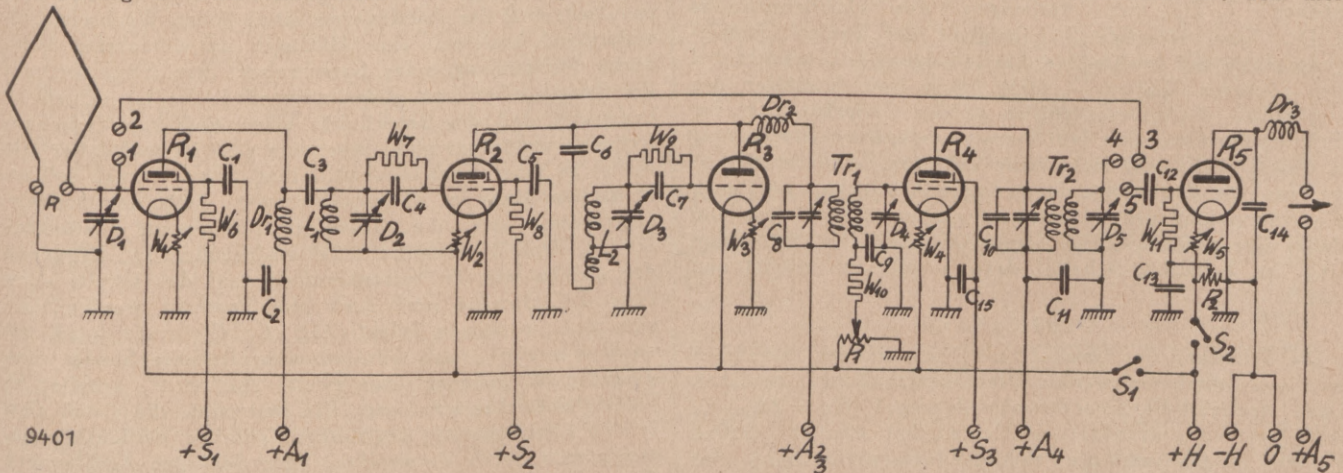 Dr2
2
4
3
Dr3
R1
W7
R2
W9
R3
R4
R5
1
C1
C3
C5
C6
Tr1
Tr2
C12
R
C4
C7
5
D1
W4
W6
Dr1
L1
D2
W2
W8
L2
D3
W3
C8
D4
C9
W4
C10
D5
W11
W5
C14
C2
W10
C15
C11
C13
P2
P1
S2
S1
9401
+S1
+A1
+S2
+A2/3
+S3
+A4
+H
-H
0
+A5